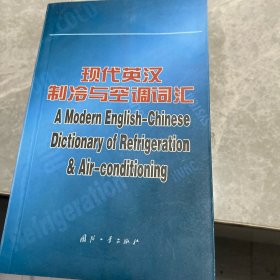 现代英汉
制冷与空调词汇
A Modern English-Chinese
Dictionary of Refrigeration
& Air-conditioning
国防工业出版社